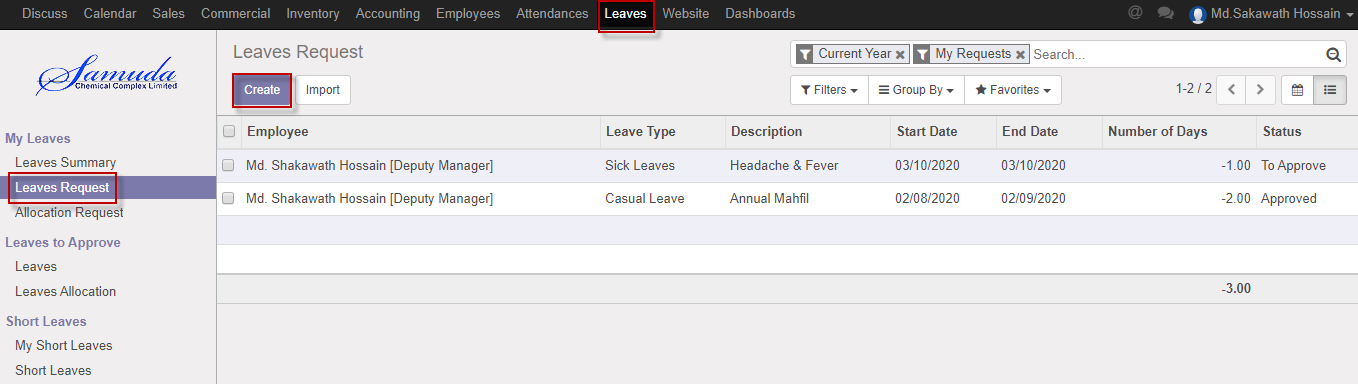 Discuss Calendar Sales Commercial Inventory Accounting Employees Attendances Leaves Website Dashboards @ Md.Sakawath Hossain
Samuda
Chemical Complex Limited
Leaves Request
Current Year × My Requests × Search...
Create Import
Filters Group By Favorites 1-2 / 2
My Leaves
Leaves Summary
Leaves Request
Allocation Request
Leaves to Approve
Leaves
Leaves Allocation
Short Leaves
My Short Leaves
Short Leaves
Employee Leave Type Description Start Date End Date Number of Days Status
Md. Shakawath Hossain [Deputy Manager] Sick Leaves Headache & Fever 03/10/2020 03/10/2020 -1.00 To Approve
Md. Shakawath Hossain [Deputy Manager] Casual Leave Annual Mahfil 02/08/2020 02/09/2020 -2.00 Approved
-3.00